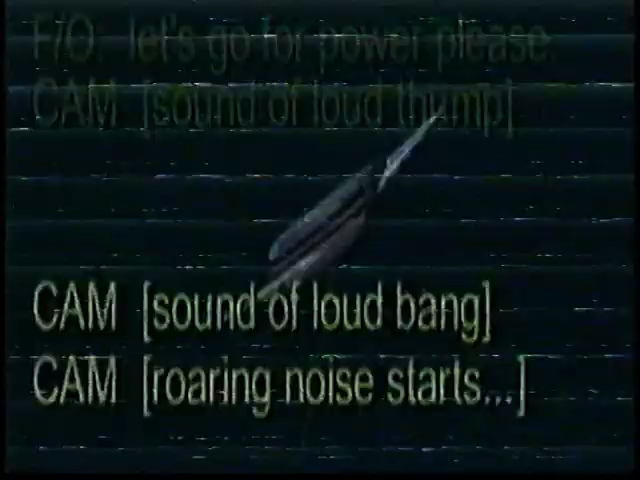 F/O. let's go for power please.
CAM [sound of loud thump]
CAM [sound of loud bang]
CAM [roaring noise starts...]